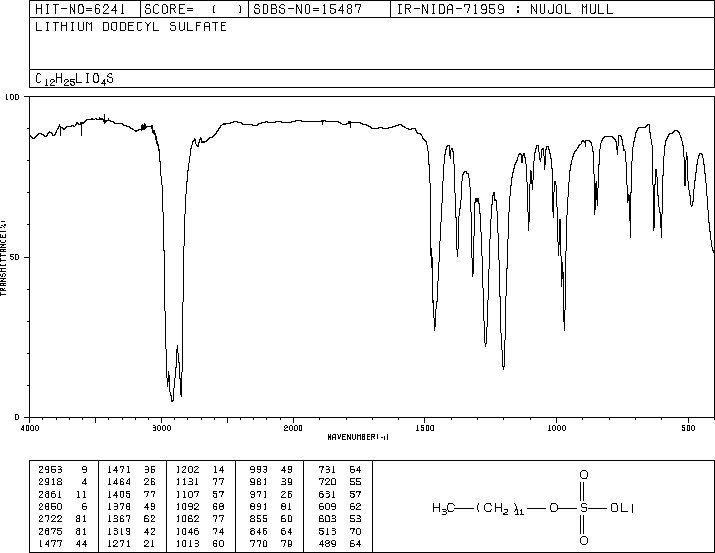 HIT-NO=6241 SCORE= ( ) SDBS-NO=15487 IR-NIDA-71959 : NUJOL MULL
LITHIUM DODECYL SULFATE
C12H25LIO4S
100
50
0
TRANSMITTANCE(%)
4000 3000 2000 1500 1000 500
WAVENUMBER(-1)
2953 9 1471 36 1202 14 993 49 731 64
2918 4 1464 26 1131 77 981 39 720 55
2861 11 1405 77 1107 57 971 26 631 57
2850 6 1378 49 1092 68 891 81 609 62
2722 81 1367 62 1062 77 855 60 603 53
2675 81 1319 42 1046 74 846 64 513 70
1477 44 1271 21 1013 60 770 79 489 64
O
H3C—(CH2)11—O—S—OLI
O